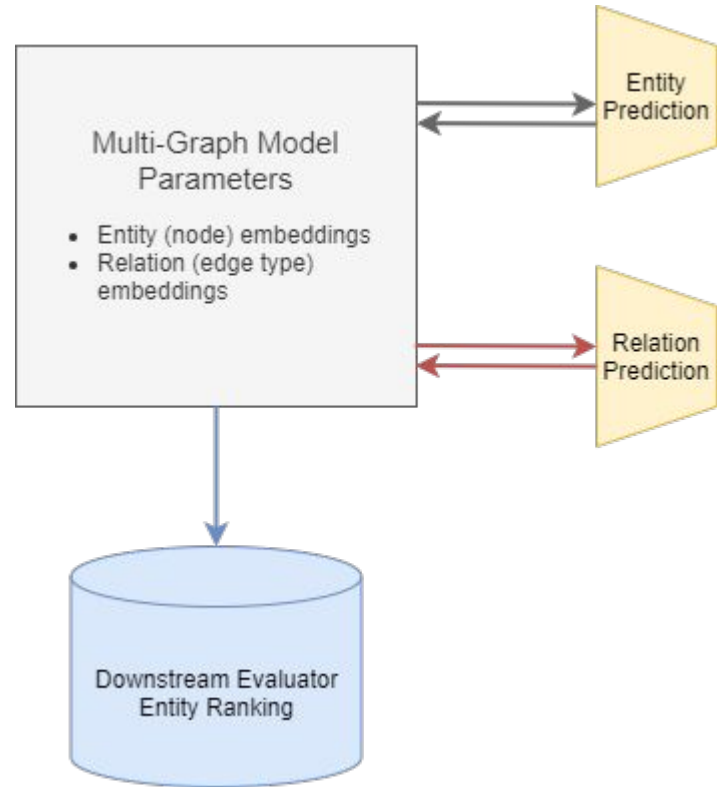 Multi-Graph Model
Parameters
• Entity (node) embeddings
• Relation (edge type)
embeddings
Entity
Prediction
Relation
Prediction
Downstream Evaluator
Entity Ranking